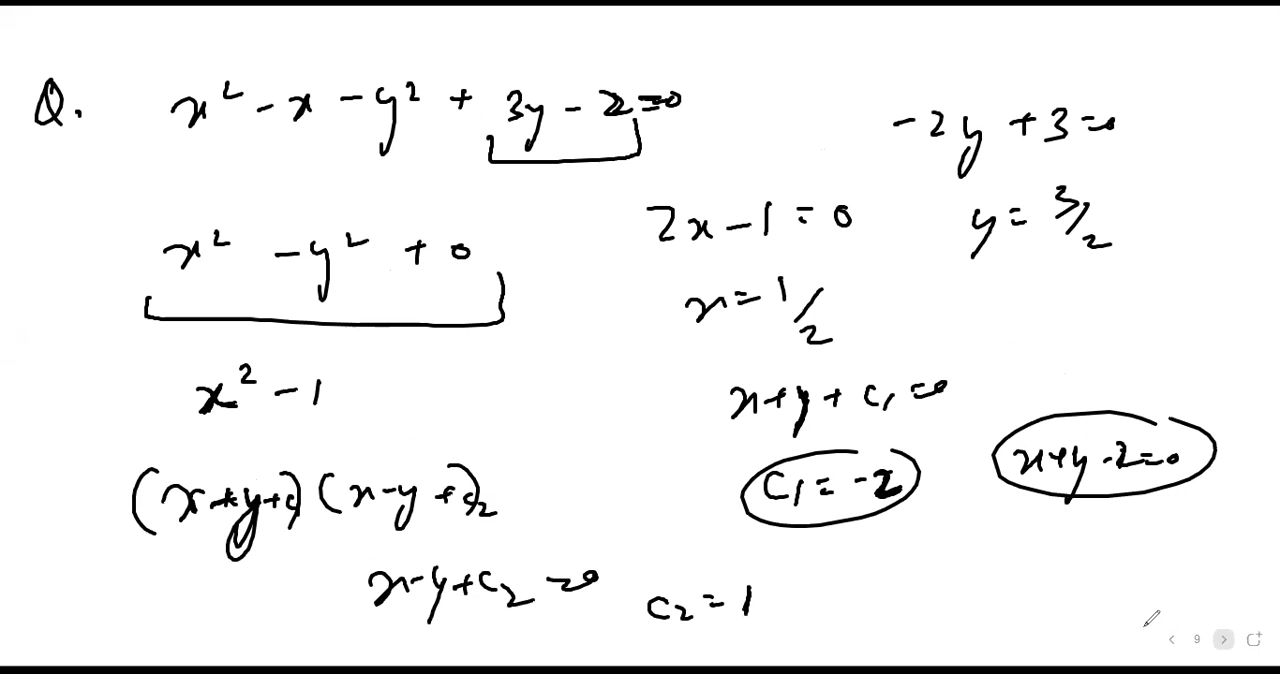 Q. x² - x - y² + 3y - 2 = 0
-2y + 3 = 0
2x - 1 = 0
y = 3/2
x² - y² + 0
x = 1/2
x² - 1
x + y + c₁ = 0
x + y - 2 = 0
c₁ = -2
(x + y + c₁)(x - y + c₂)
x - y + c₂ = 0
c₂ = 1
9